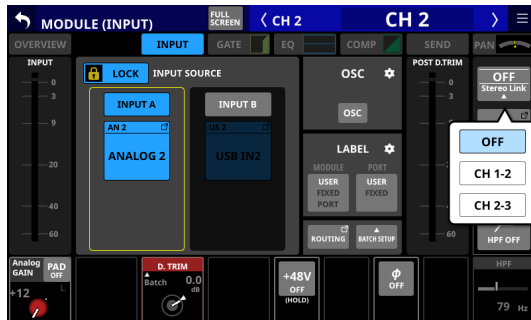 MODULE (INPUT)
FULL
SCREEN
CH 2
CH 2
OVERVIEW
INPUT
GATE
EQ
COMP
SEND
PAN
INPUT
0
3
9
20
40
60
LOCK
INPUT SOURCE
INPUT A
AN 2
ANALOG 2
INPUT B
US 2
USB IN2
OSC
OSC
LABEL
MODULE
PORT
USER
FIXED
PORT
USER
FIXED
ROUTING
BATCH SETUP
POST D.TRIM
0
3
60
OFF
Stereo Link
OFF
CH 1-2
CH 2-3
HPF OFF
Analog
GAIN
PAD
OFF
+12
L
D. TRIM
Batch
0.0
dB
+48V
OFF
(HOLD)
ϕ
OFF
HPF
79 Hz